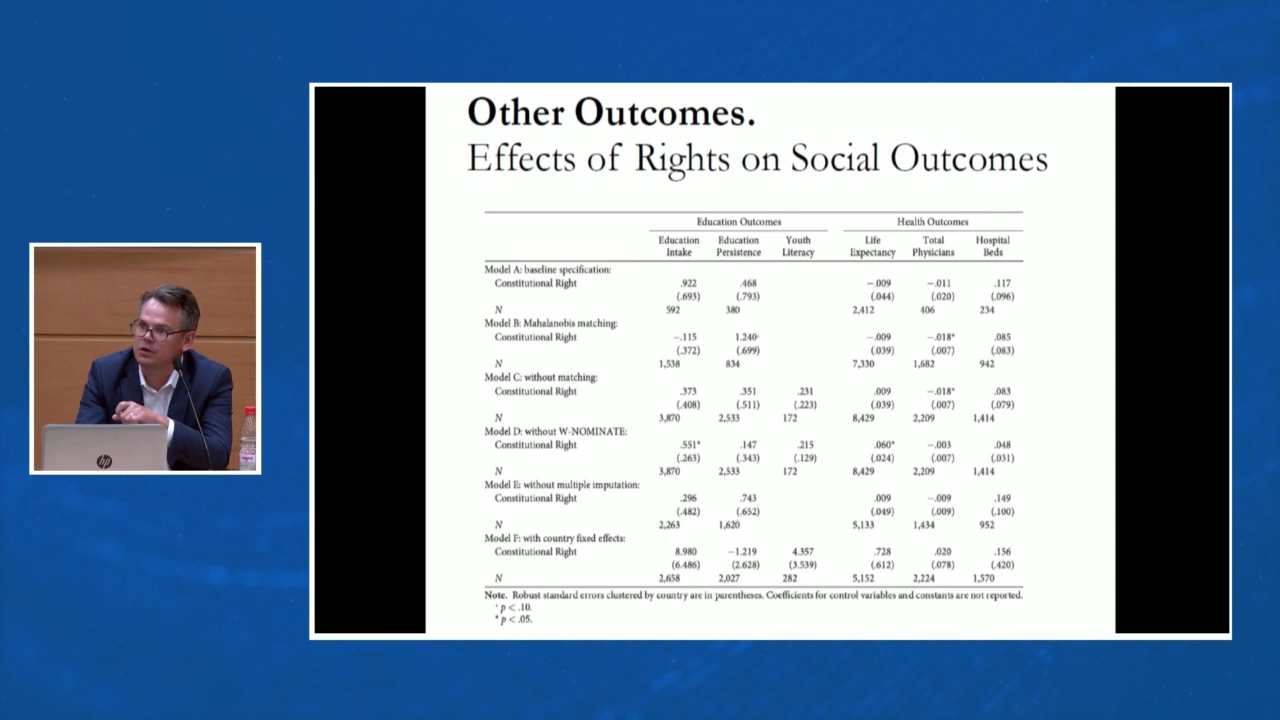 Other Outcomes.
Effects of Rights on Social Outcomes
Education Outcomes Health Outcomes
Education Intake Education Persistence Youth Literacy Life Expectancy Total Physicians Hospital Beds
Model A: baseline specification:
Constitutional Right .922 .468 −.009 −.011 .117
(.693) (.793) (.044) (.020) (.096)
N 592 380 2,412 406 234
Model B: Mahalanobis matching:
Constitutional Right −.115 1.240+ −.009 −.018* .085
(.372) (.699) (.039) (.007) (.083)
N 1,538 834 7,330 1,682 942
Model C: without matching:
Constitutional Right .373 .351 .231 .009 −.018* .083
(.408) (.511) (.223) (.039) (.007) (.079)
N 3,870 2,533 172 8,429 2,209 1,414
Model D: without W-NOMINATE:
Constitutional Right .551* .147 .215 .060* −.003 .048
(.263) (.343) (.129) (.024) (.007) (.031)
N 3,870 2,533 172 8,429 2,209 1,414
Model E: without multiple imputation:
Constitutional Right .296 .743 .009 −.009 .149
(.482) (.652) (.049) (.009) (.100)
N 2,263 1,620 5,133 1,434 952
Model F: with country fixed effects:
Constitutional Right 8.980 −1.219 4.357 .728 .020 .156
(6.486) (2.628) (3.539) (.612) (.078) (.420)
N 2,658 2,027 282 5,152 2,224 1,570
Note. Robust standard errors clustered by country are in parentheses. Coefficients for control variables and constants are not reported.
+ p < .10.
* p < .05.
hp